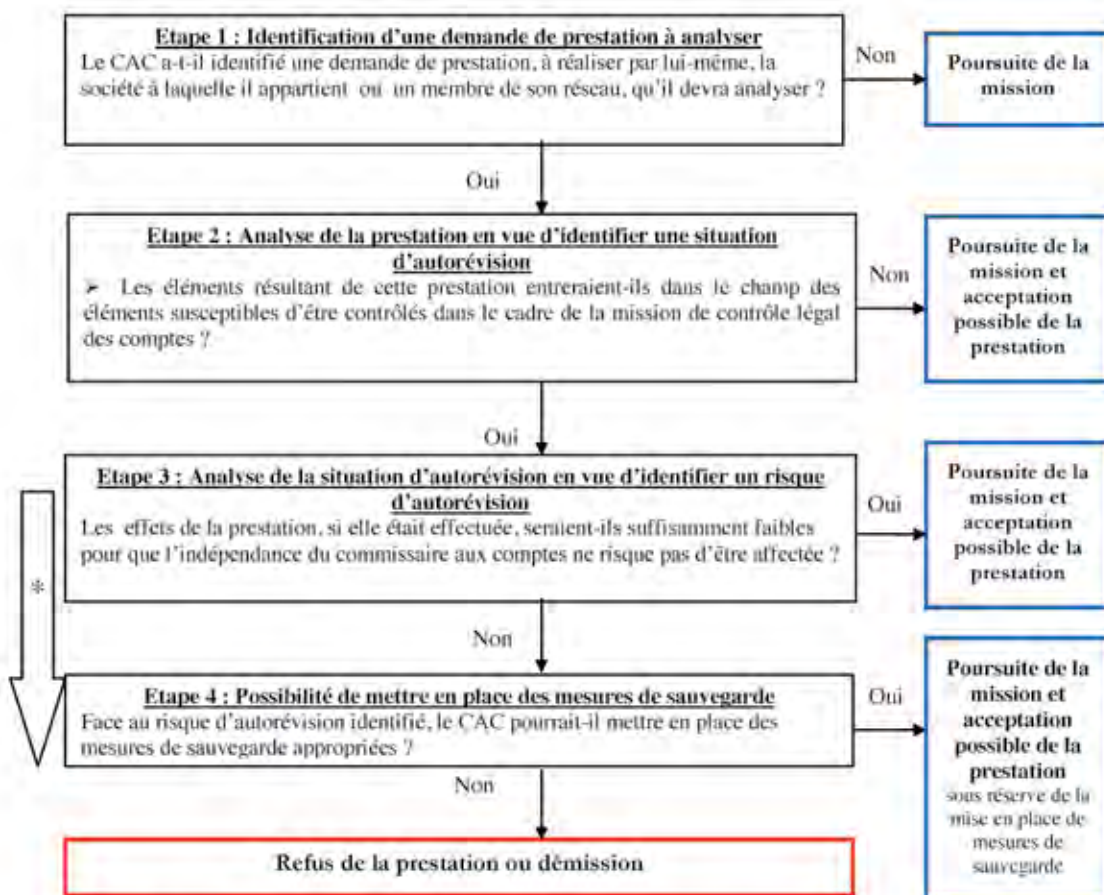 Etape 1 : Identification d'une demande de prestation à analyser
Le CAC a-t-il identifié une demande de prestation, à réaliser par lui-même, la
société à laquelle il appartient ou un membre de son réseau, qu'il devra analyser ?
Non
Poursuite de la
mission
Oui
Etape 2 : Analyse de la prestation en vue d'identifier une situation
d'autorévision
➢ Les éléments résultant de cette prestation entreraient-ils dans le champ des
éléments susceptibles d'être contrôlés dans le cadre de la mission de contrôle légal
des comptes ?
Non
Poursuite de la
mission et
acceptation
possible de la
prestation
Oui
Etape 3 : Analyse de la situation d'autorévision en vue d'identifier un risque
d'autorévision
Les effets de la prestation, si elle était effectuée, seraient-ils suffisamment faibles
pour que l'indépendance du commissaire aux comptes ne risque pas d'être affectée ?
Oui
Poursuite de la
mission et
acceptation
possible de la
prestation
*
Non
Etape 4 : Possibilité de mettre en place des mesures de sauvegarde
Face au risque d'autorévision identifié, le CAC pourrait-il mettre en place des
mesures de sauvegarde appropriées ?
Oui
Poursuite de la
mission et
acceptation
possible de la
prestation
sous réserve de la
mise en place de
mesures de
sauvegarde
Non
Refus de la prestation ou démission